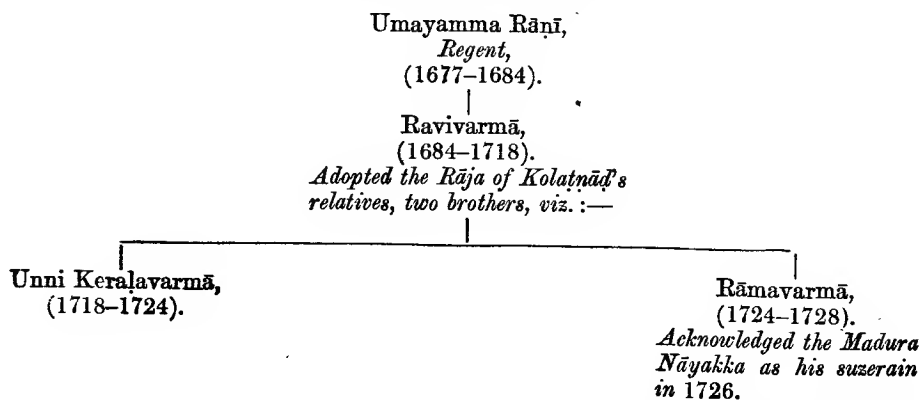 Umayamma Rāṇī,
Regent,
(1677–1684).
Ravivarmā,
(1684–1718).
Adopted the Rāja of Kolaṭnāḍ's
relatives, two brothers, viz. :—
Unni Keraḷavarmā,
(1718–1724).
Rāmavarmā,
(1724–1728).
Acknowledged the Madura
Nāyakka as his suzerain
in 1726.